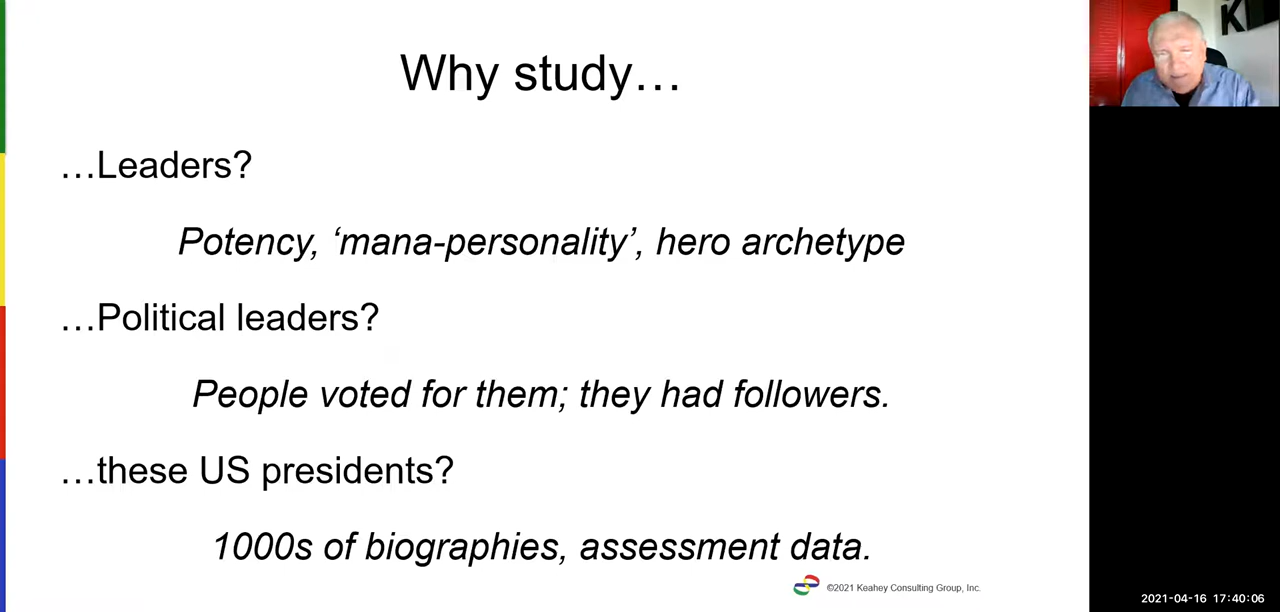 Why study…
…Leaders?
Potency, ‘mana-personality’, hero archetype
…Political leaders?
People voted for them; they had followers.
…these US presidents?
1000s of biographies, assessment data.
©2021 Keahey Consulting Group, Inc.
K
2021-04-16 17:40:06